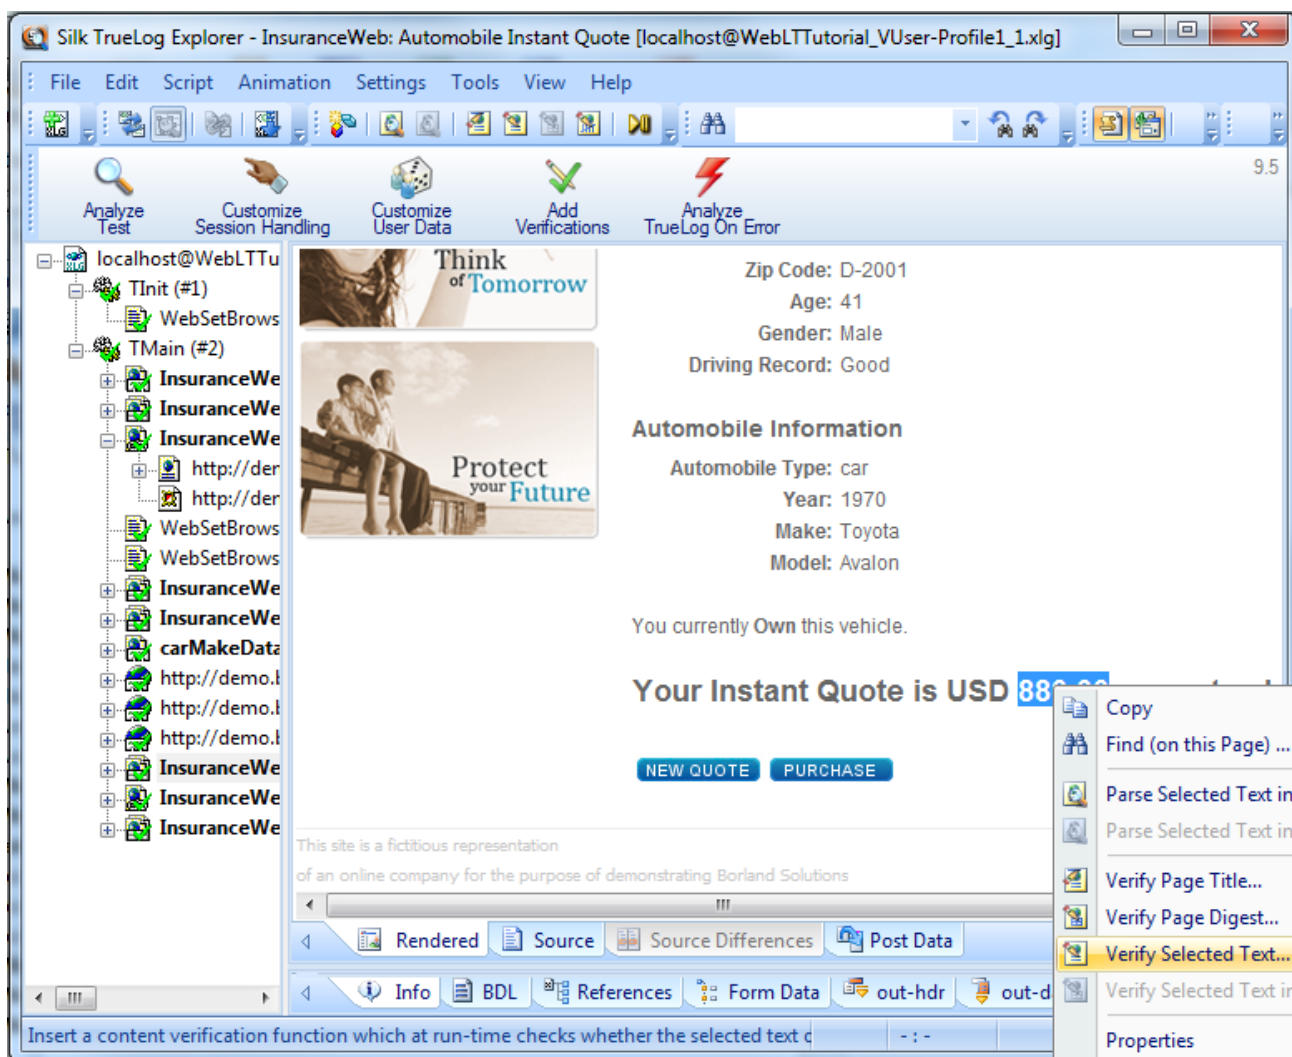 Silk TrueLog Explorer - InsuranceWeb: Automobile Instant Quote [localhost@WebLTTutorial_VUser-Profile1_1.xlg]
File Edit Script Animation Settings Tools View Help
9.5
Analyze Test
Customize Session Handling
Customize User Data
Add Verifications
Analyze TrueLog On Error
localhost@WebLTTu
TInit (#1)
WebSetBrows
TMain (#2)
InsuranceWe
InsuranceWe
InsuranceWe
http://der
http://der
WebSetBrows
WebSetBrows
InsuranceWe
InsuranceWe
carMakeData
http://demo.b
http://demo.b
http://demo.b
InsuranceWe
InsuranceWe
InsuranceWe
Think
of Tomorrow
Protect
your Future
Zip Code: D-2001
Age: 41
Gender: Male
Driving Record: Good
Automobile Information
Automobile Type: car
Year: 1970
Make: Toyota
Model: Avalon
You currently Own this vehicle.
Your Instant Quote is USD
NEW QUOTE PURCHASE
This site is a fictitious representation
of an online company for the purpose of demonstrating Borland Solutions
Copy
Find (on this Page) ...
Parse Selected Text in
Parse Selected Text in
Verify Page Title...
Verify Page Digest...
Verify Selected Text...
Verify Selected Text in
Properties
Rendered Source Source Differences Post Data
Info BDL References Form Data out-hdr out-d
Insert a content verification function which at run-time checks whether the selected text c
- : -